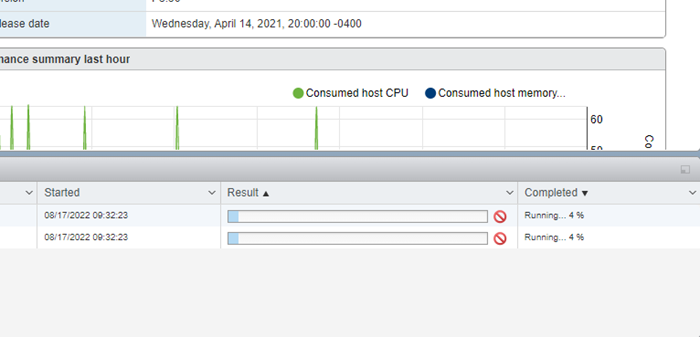 lease date Wednesday, April 14, 2021, 20:00:00 -0400
nance summary last hour
Consumed host CPU Consumed host memory...
60
Started Result ▲ Completed ▼
08/17/2022 09:32:23 Running... 4 %
08/17/2022 09:32:23 Running... 4 %